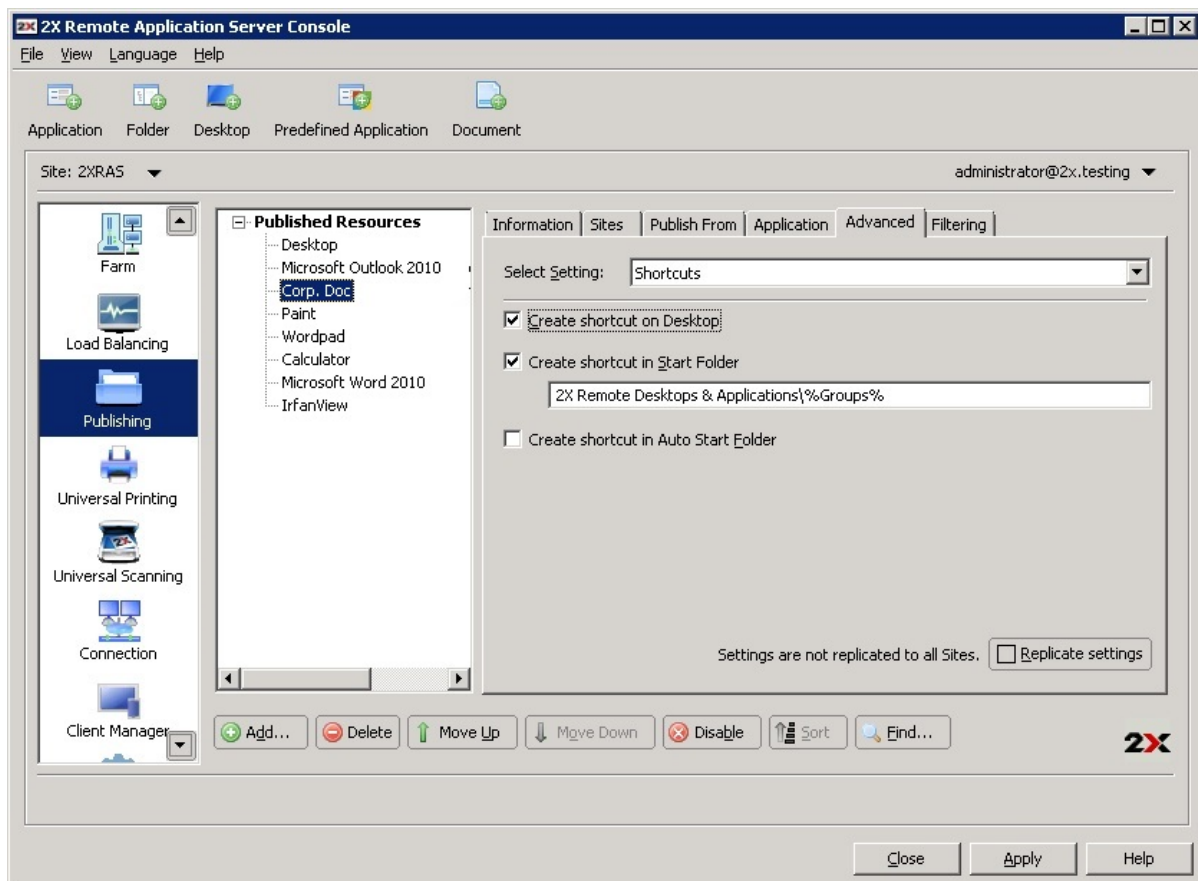 2X 2X Remote Application Server Console
File View Language Help
Application Folder Desktop Predefined Application Document
Site: 2XRAS
administrator@2x.testing
Farm
Load Balancing
Publishing
Universal Printing
2X
Universal Scanning
Connection
Client Manager
Published Resources
Desktop
Microsoft Outlook 2010
Corp. Doc
Paint
Wordpad
Calculator
Microsoft Word 2010
IrfanView
Information Sites Publish From Application Advanced Filtering
Select Setting: Shortcuts
Create shortcut on Desktop
Create shortcut in Start Folder
2X Remote Desktops & Applications\%Groups%
Create shortcut in Auto Start Folder
Settings are not replicated to all Sites. Replicate settings
Add... Delete Move Up Move Down Disable Sort Find...
2X
Close Apply Help